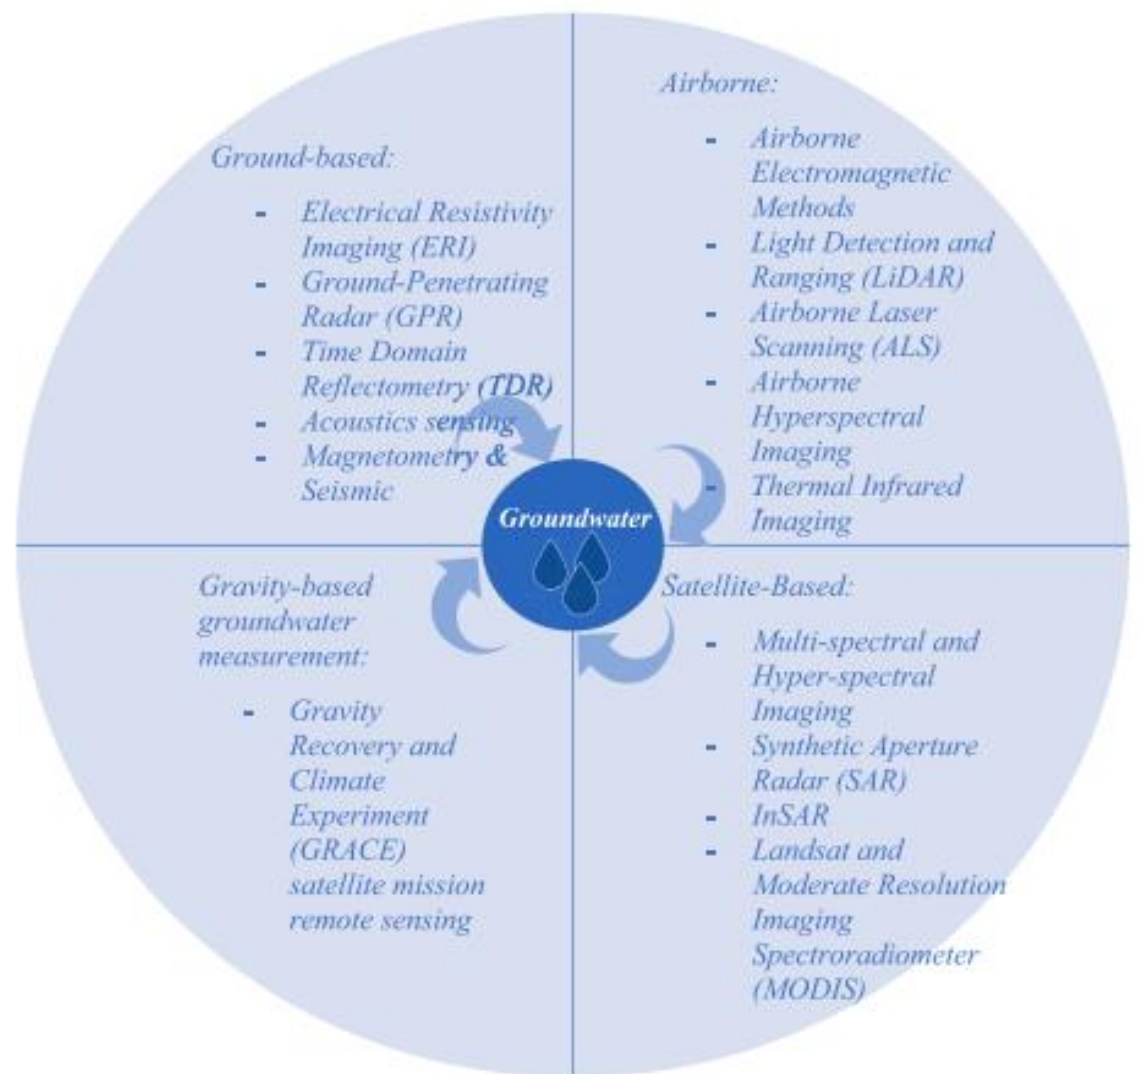 Ground-based:
- Electrical Resistivity
Imaging (ERI)
- Ground-Penetrating
Radar (GPR)
- Time Domain
Reflectometry (TDR)
- Acoustics sensing
- Magnetometry &
Seismic
Airborne:
- Airborne
Electromagnetic
Methods
- Light Detection and
Ranging (LiDAR)
- Airborne Laser
Scanning (ALS)
- Airborne
Hyperspectral
Imaging
- Thermal Infrared
Imaging
Groundwater
Gravity-based
groundwater
measurement:
- Gravity
Recovery and
Climate
Experiment
(GRACE)
satellite mission
remote sensing
Satellite-Based:
- Multi-spectral and
Hyper-spectral
Imaging
- Synthetic Aperture
Radar (SAR)
- InSAR
- Landsat and
Moderate Resolution
Imaging
Spectroradiometer
(MODIS)